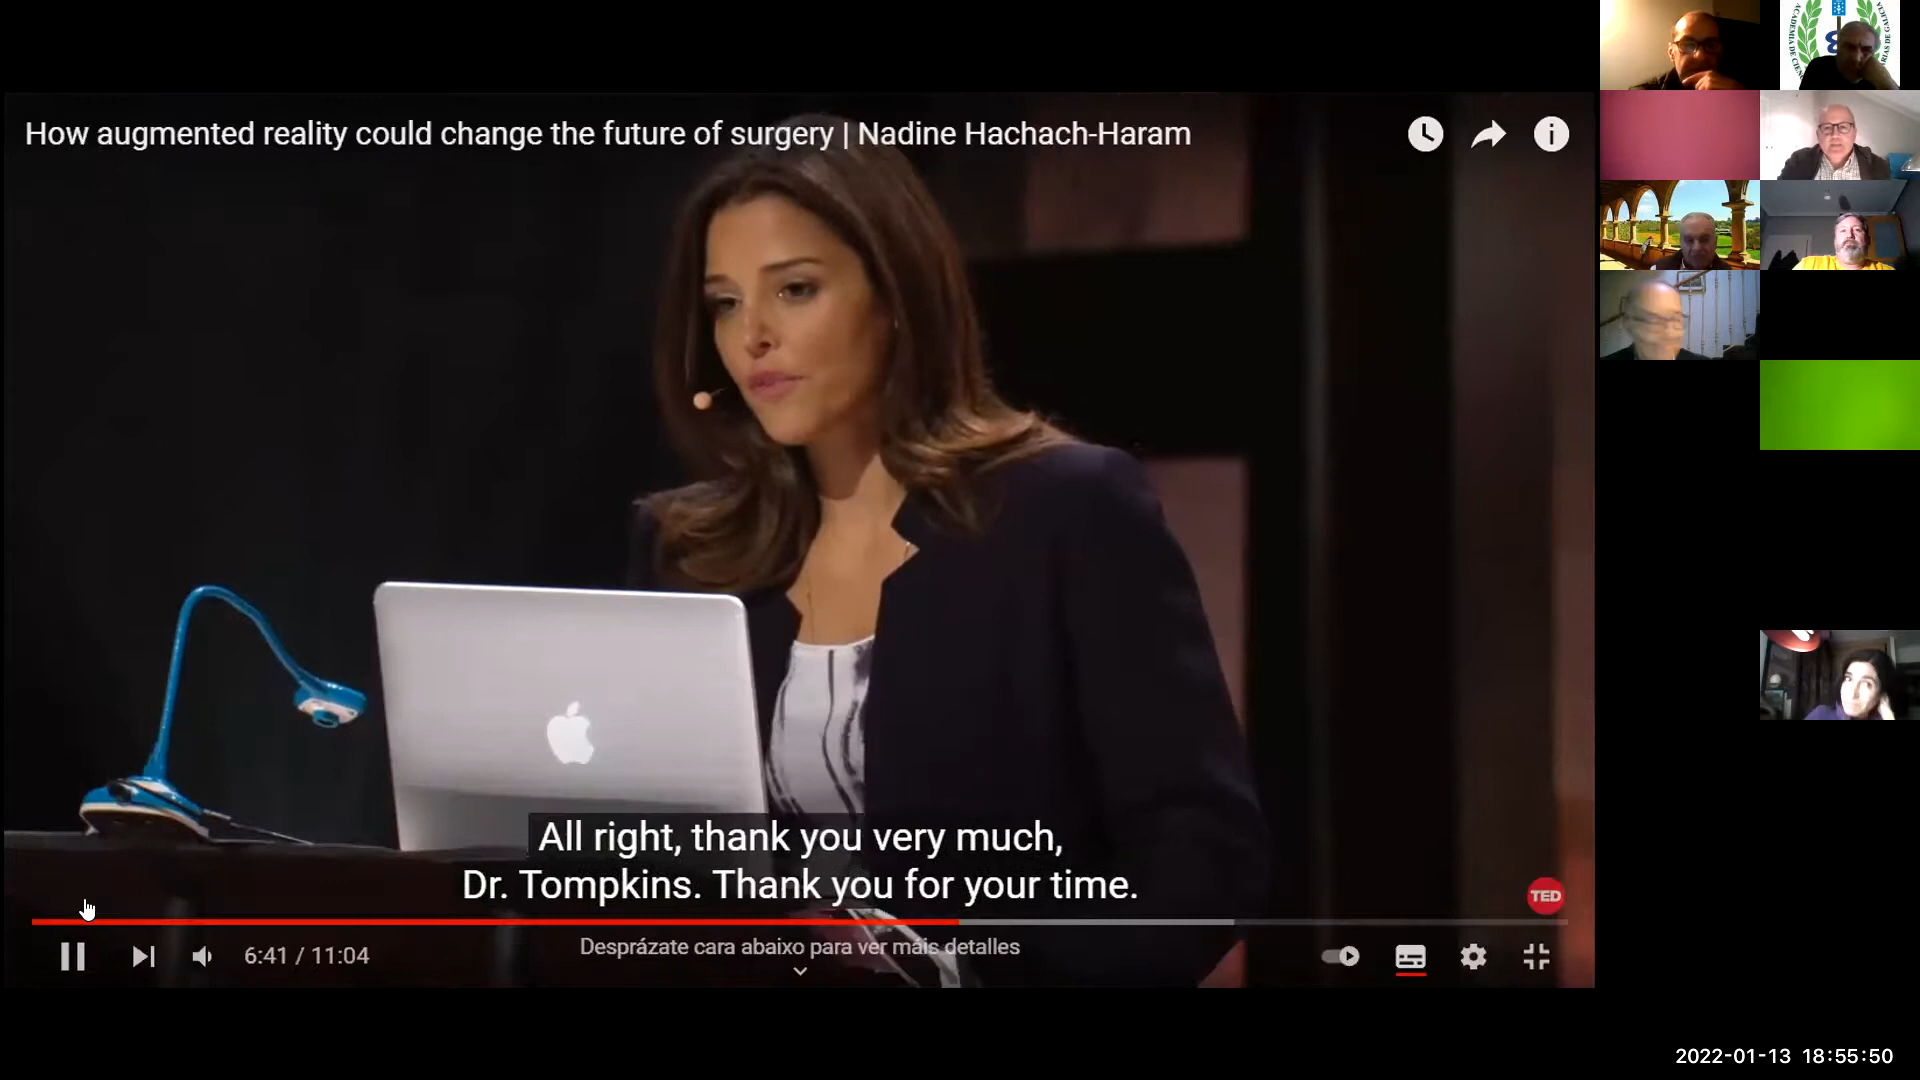 How augmented reality could change the future of surgery | Nadine Hachach-Haram
All right, thank you very much,
Dr. Tompkins. Thank you for your time.
TED
6:41 / 11:04
Desprázate cara abaixo para ver máis detalles
2022-01-13 18:55:50